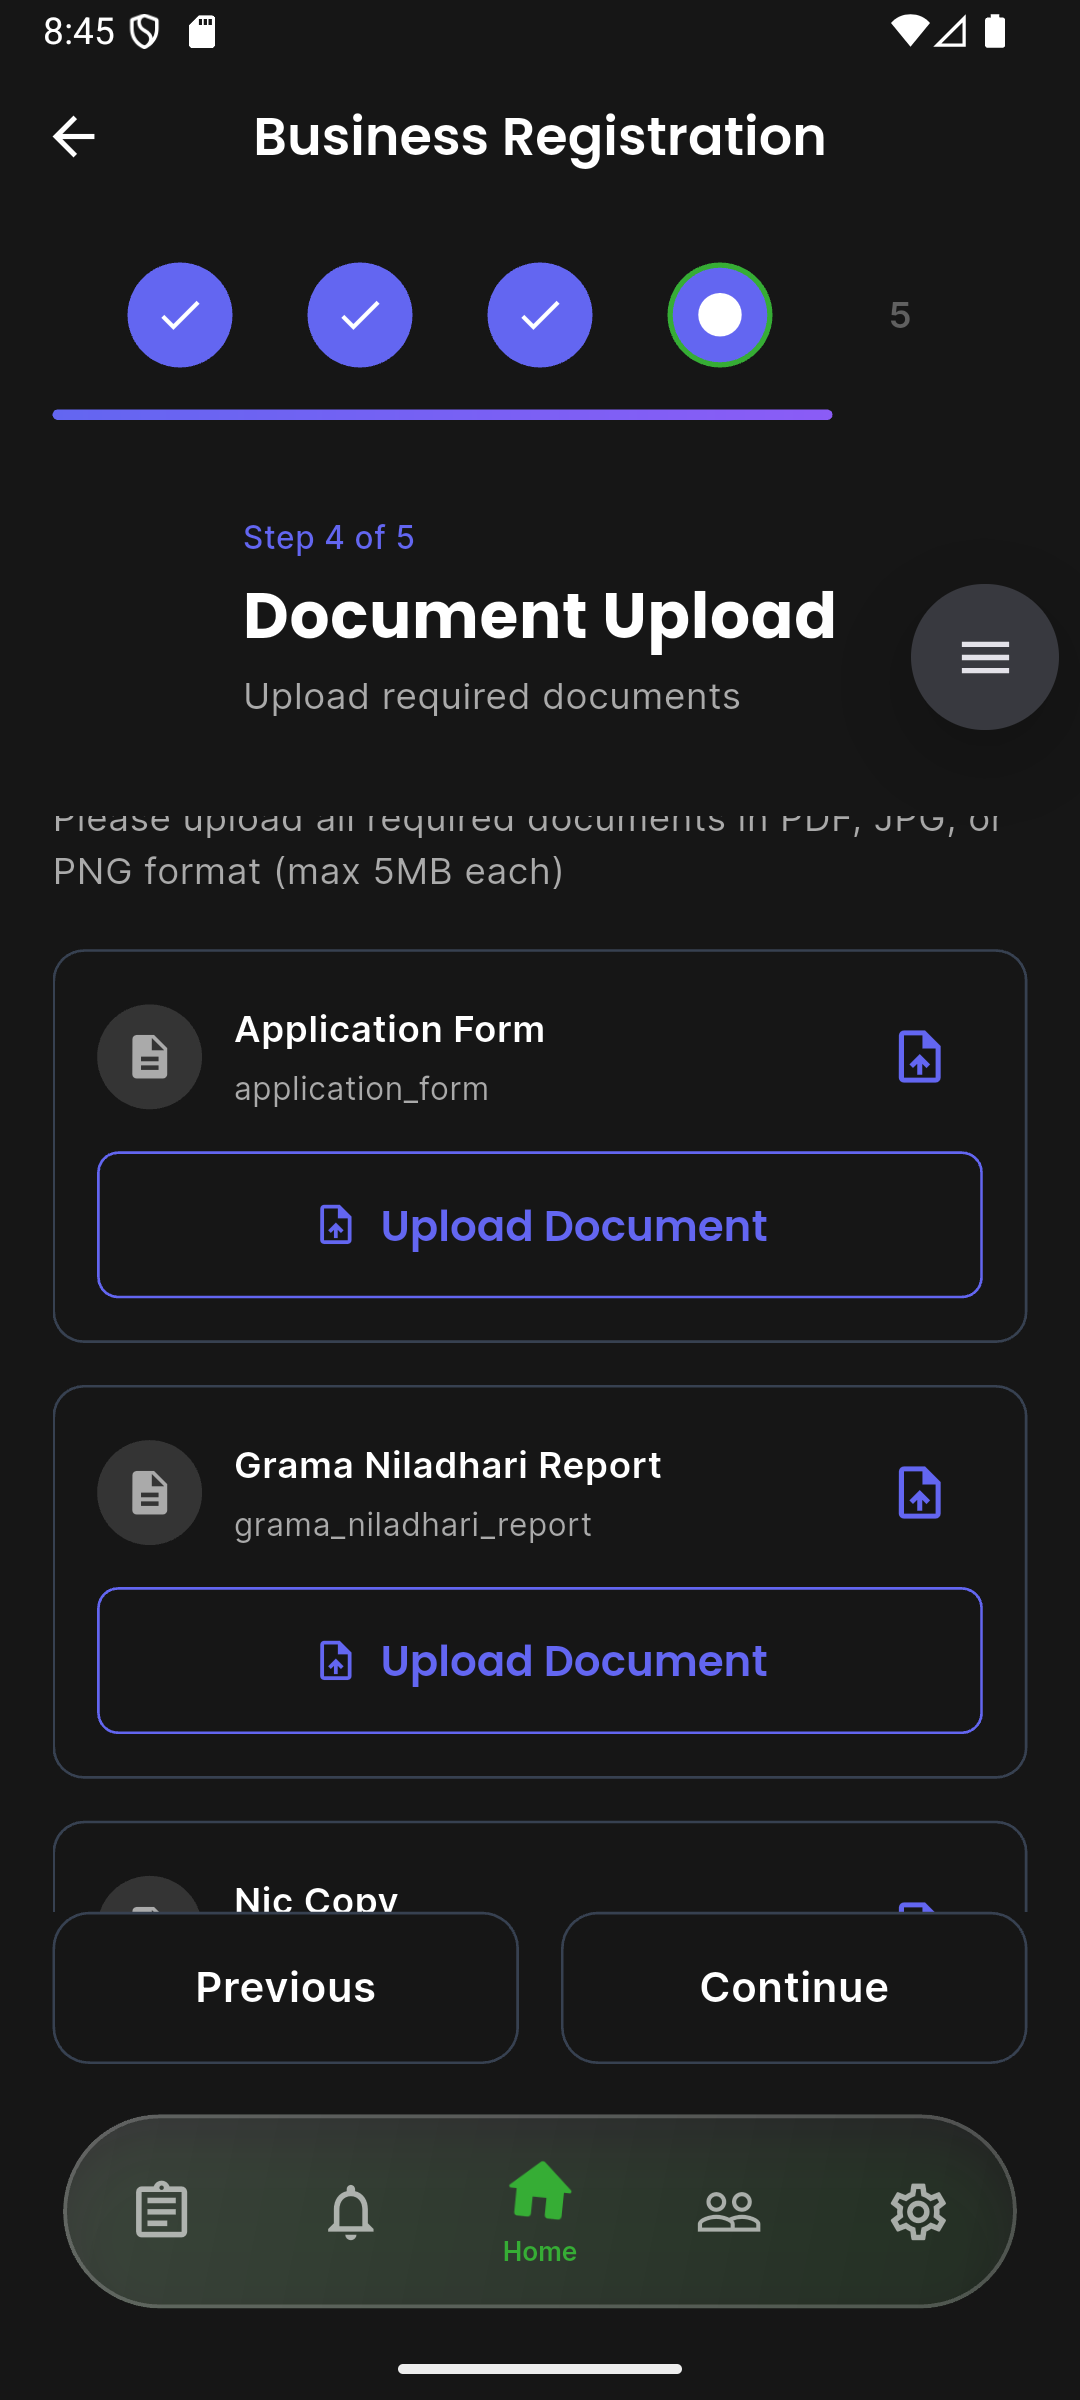 8:45
Business Registration
5
Step 4 of 5
Document Upload
Upload required documents
Please upload all required documents in PDF, JPG, or
PNG format (max 5MB each)
Application Form
application_form
Upload Document
Grama Niladhari Report
grama_niladhari_report
Upload Document
Nic Copy
Previous
Continue
Home